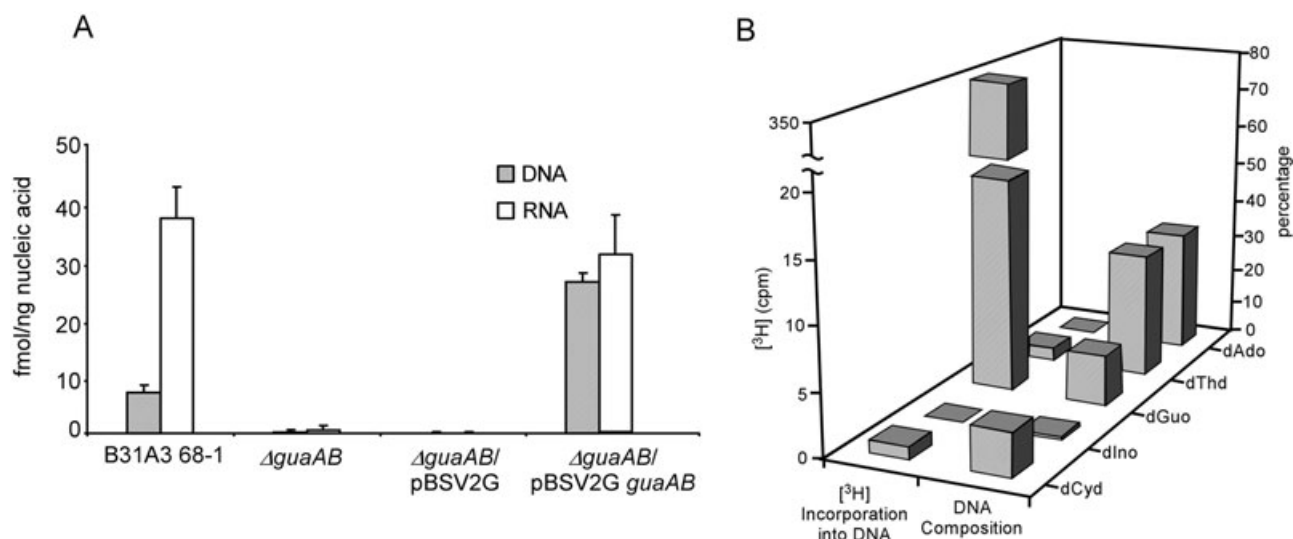 A
50
40
30
20
10
0
fmol/ng nucleic acid
DNA
RNA
B31A3 68-1
ΔguaAB
ΔguaAB/
pBSV2G
ΔguaAB/
pBSV2G guaAB
B
350
20
15
10
5
0
[³H] (cpm)
80
70
60
50
40
30
20
10
0
percentage
dAdo
dThd
dGuo
dIno
dCyd
[³H]
Incorporation
into DNA
DNA
Composition